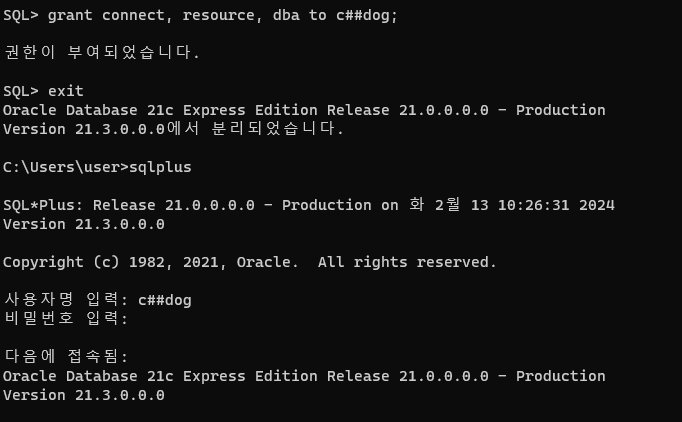 SQL> grant connect, resource, dba to c##dog;
권한이 부여되었습니다.
SQL> exit
Oracle Database 21c Express Edition Release 21.0.0.0.0 - Production
Version 21.3.0.0.0에서 분리되었습니다.
C:\Users\user>sqlplus
SQL*Plus: Release 21.0.0.0.0 - Production on 화 2월 13 10:26:31 2024
Version 21.3.0.0.0
Copyright (c) 1982, 2021, Oracle.  All rights reserved.
사용자명 입력: c##dog
비밀번호 입력:
다음에 접속됨:
Oracle Database 21c Express Edition Release 21.0.0.0.0 - Production
Version 21.3.0.0.0